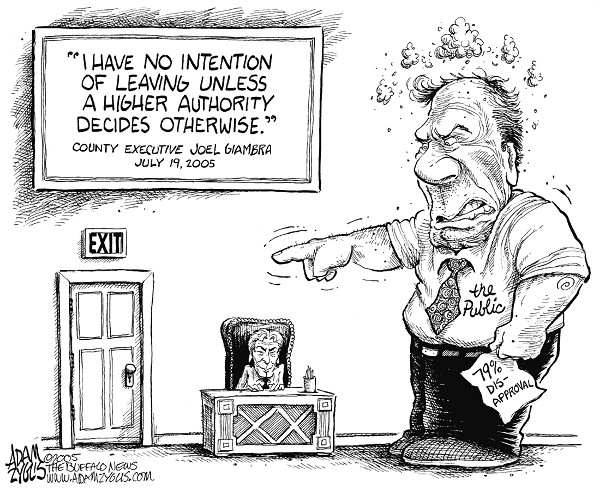 "I HAVE NO INTENTION
OF LEAVING UNLESS
A HIGHER AUTHORITY
DECIDES OTHERWISE."
COUNTY EXECUTIVE JOEL GIAMBRA
JULY 19, 2005
EXIT
the
Public
79%
DIS-
APPROVAL
ADAM
ZYGLIS
©2005
THE BUFFALO NEWS
WWW.ADAMZYGLIS.COM